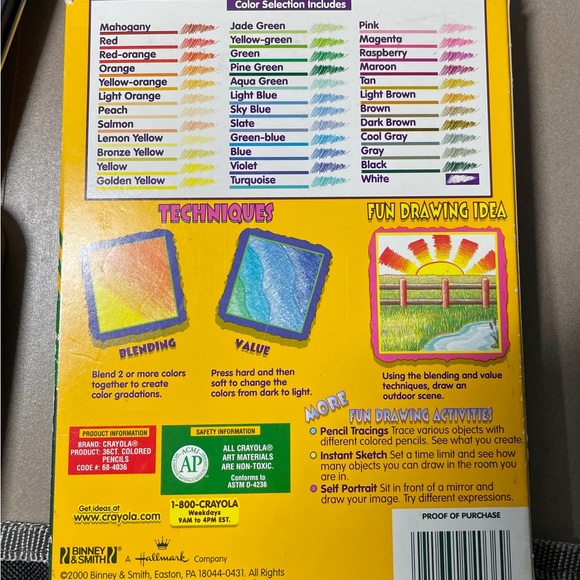 Color Selection Includes
Mahogany
Red
Red-orange
Orange
Yellow-orange
Light Orange
Peach
Salmon
Lemon Yellow
Bronze Yellow
Yellow
Golden Yellow
Jade Green
Yellow-green
Green
Pine Green
Aqua Green
Light Blue
Sky Blue
Slate
Green-blue
Blue
Violet
Turquoise
Pink
Magenta
Raspberry
Maroon
Tan
Light Brown
Brown
Dark Brown
Cool Gray
Gray
Black
White
TECHNIQUES
BLENDING
Blend 2 or more colors
together to create
color gradations.
VALUE
Press hard and then
soft to change the
colors from dark to light.
FUN DRAWING IDEA
Using the blending and value
techniques, draw an
outdoor scene.
MORE
FUN DRAWING ACTIVITIES
Pencil Tracings Trace various objects with
different colored pencils. See what you create.
Instant Sketch Set a time limit and see how
many objects you can draw in the room you
are in.
Self Portrait Sit in front of a mirror and
draw your image. Try different expressions.
PRODUCT INFORMATION
BRAND: CRAYOLA®
PRODUCT: 36CT. COLORED
PENCILS
CODE #: 68-4036
SAFETY INFORMATION
ACMI
AP
ALL CRAYOLA®
ART MATERIALS
ARE NON-TOXIC.
Conforms to
ASTM D-4236
Get ideas at
www.crayola.com
1-800-CRAYOLA
Weekdays
9AM to 4PM EST.
PROOF OF PURCHASE
BINNEY
& SMITH®
A Hallmark Company
©2000 Binney & Smith, Easton, PA 18044-0431. All Rights